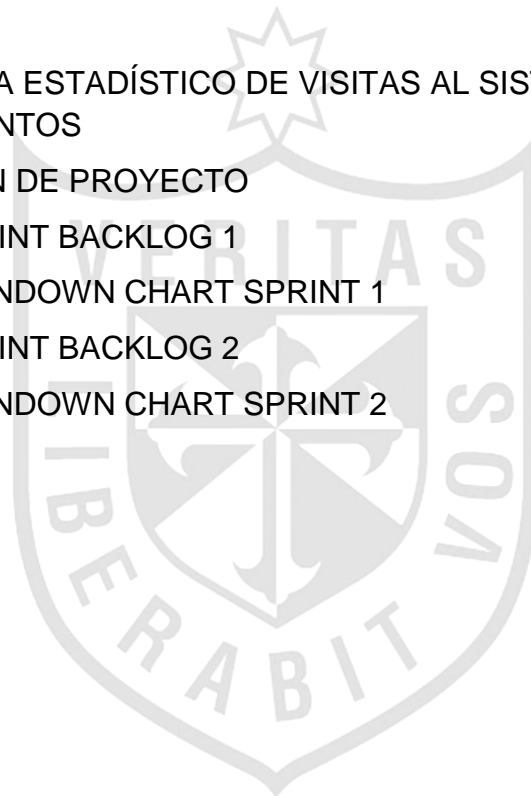 A ESTADÍSTICO DE VISITAS AL SIST
NTOS
N DE PROYECTO
INT BACKLOG 1
NDOWN CHART SPRINT 1
INT BACKLOG 2
NDOWN CHART SPRINT 2
VERITAS
LIBERABIT
VOS